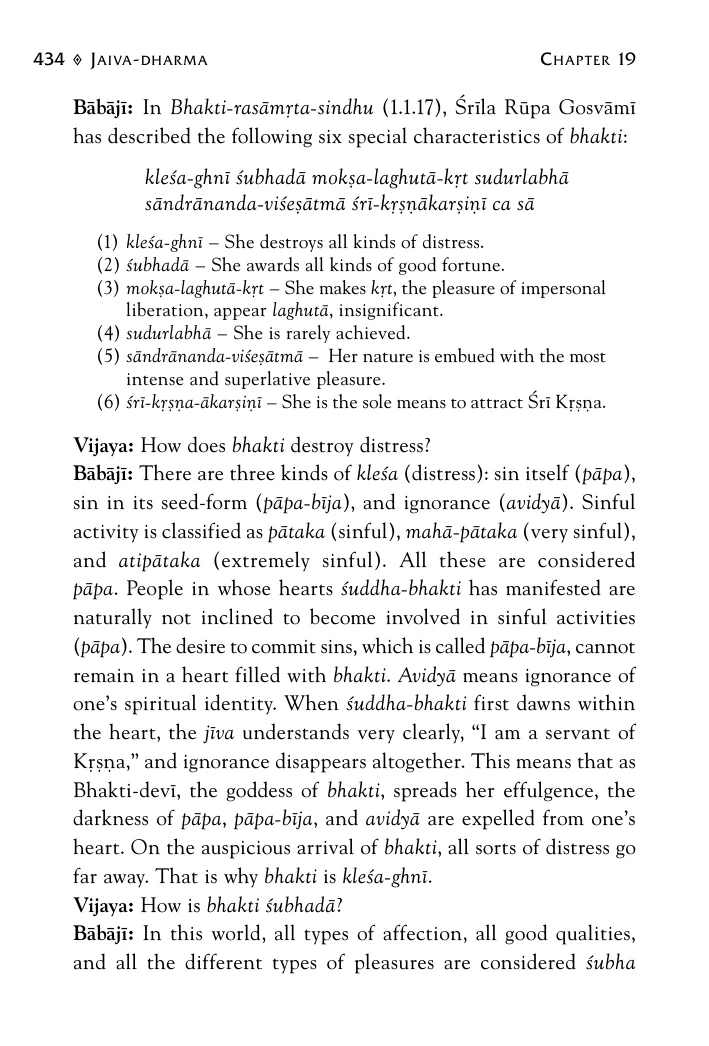 434 ◊ JAIVA-DHARMA CHAPTER 19
Bābājī: In Bhakti-rasāmṛta-sindhu (1.1.17), Śrīla Rūpa Gosvāmī
has described the following six special characteristics of bhakti:
kleśa-ghnī śubhadā mokṣa-laghutā-kṛt sudurlabhā
sāndrānanda-viśeṣātmā śrī-kṛṣṇākarṣiṇī ca sā
(1) kleśa-ghnī – She destroys all kinds of distress.
(2) śubhadā – She awards all kinds of good fortune.
(3) mokṣa-laghutā-kṛt – She makes kṛt, the pleasure of impersonal
liberation, appear laghutā, insignificant.
(4) sudurlabhā – She is rarely achieved.
(5) sāndrānanda-viśeṣātmā – Her nature is embued with the most
intense and superlative pleasure.
(6) śrī-kṛṣṇa-ākarṣiṇī – She is the sole means to attract Śrī Kṛṣṇa.
Vijaya: How does bhakti destroy distress?
Bābājī: There are three kinds of kleśa (distress): sin itself (pāpa),
sin in its seed-form (pāpa-bīja), and ignorance (avidyā). Sinful
activity is classified as pātaka (sinful), mahā-pātaka (very sinful),
and atipātaka (extremely sinful). All these are considered
pāpa. People in whose hearts śuddha-bhakti has manifested are
naturally not inclined to become involved in sinful activities
(pāpa). The desire to commit sins, which is called pāpa-bīja, cannot
remain in a heart filled with bhakti. Avidyā means ignorance of
one's spiritual identity. When śuddha-bhakti first dawns within
the heart, the jīva understands very clearly, “I am a servant of
Kṛṣṇa,” and ignorance disappears altogether. This means that as
Bhakti-devī, the goddess of bhakti, spreads her effulgence, the
darkness of pāpa, pāpa-bīja, and avidyā are expelled from one's
heart. On the auspicious arrival of bhakti, all sorts of distress go
far away. That is why bhakti is kleśa-ghnī.
Vijaya: How is bhakti śubhadā?
Bābājī: In this world, all types of affection, all good qualities,
and all the different types of pleasures are considered śubha